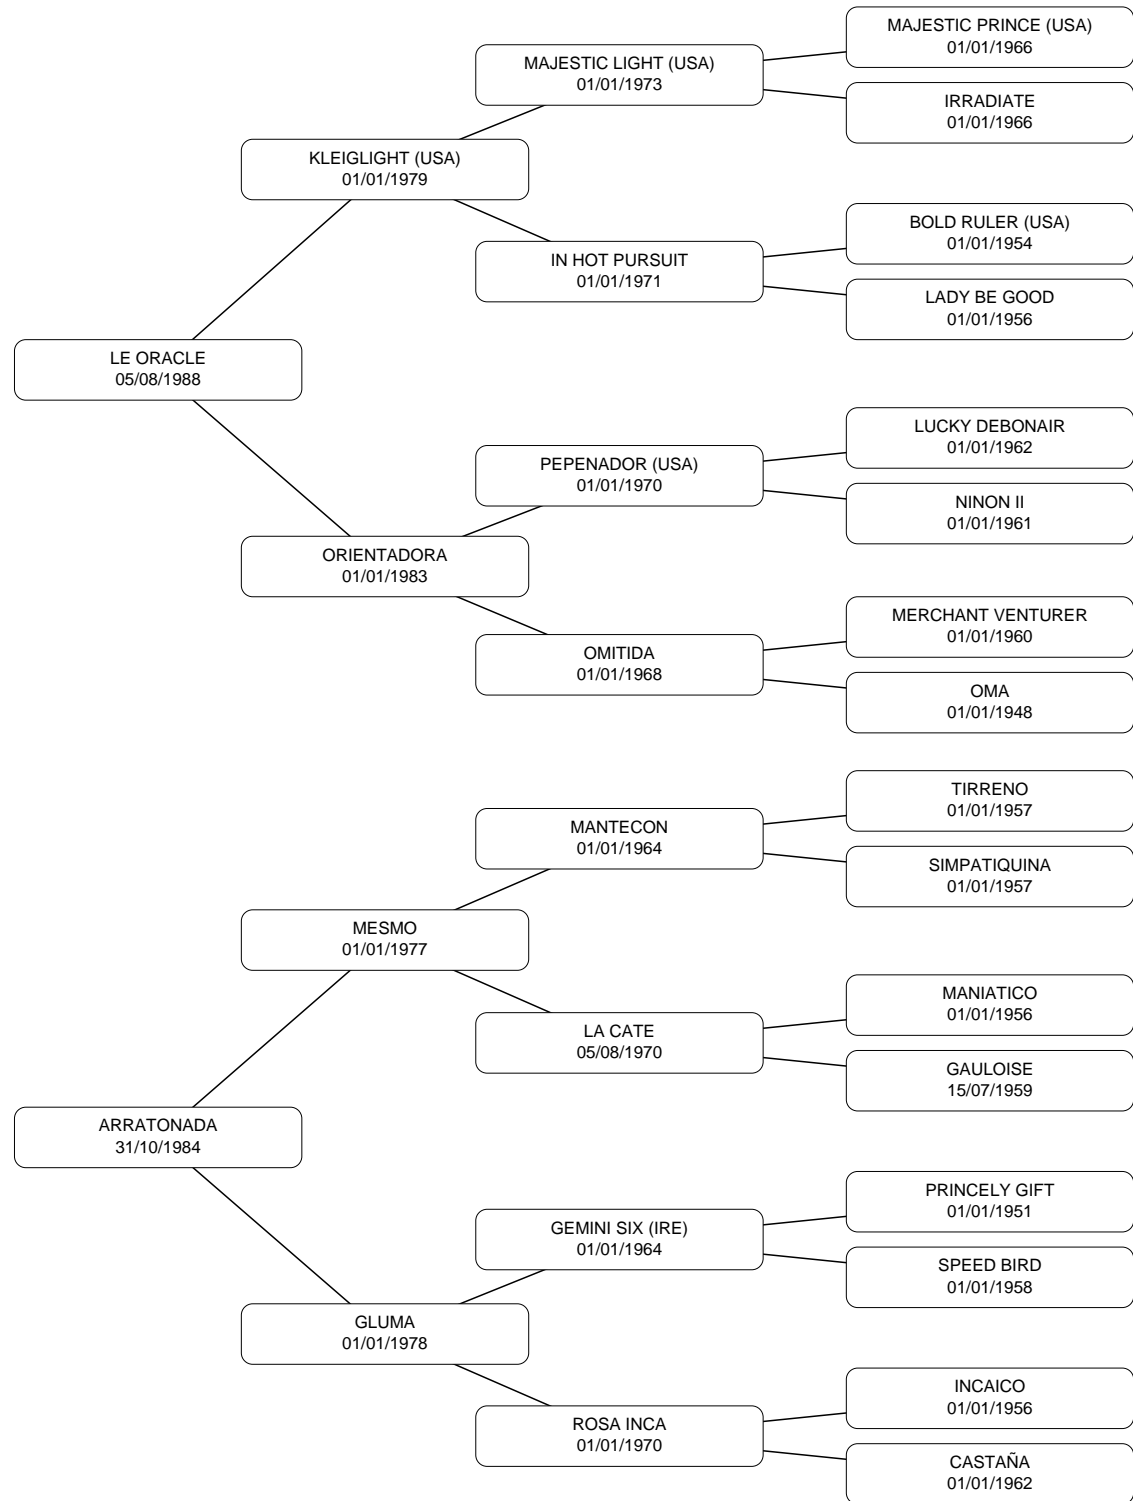 MAJESTIC PRINCE (USA)
01/01/1966
MAJESTIC LIGHT (USA)
01/01/1973
IRRADIATE
01/01/1966
KLEIGLIGHT (USA)
01/01/1979
BOLD RULER (USA)
01/01/1954
IN HOT PURSUIT
01/01/1971
LADY BE GOOD
01/01/1956
LE ORACLE
05/08/1988
LUCKY DEBONAIR
01/01/1962
PEPENADOR (USA)
01/01/1970
NINON II
01/01/1961
ORIENTADORA
01/01/1983
MERCHANT VENTURER
01/01/1960
OMITIDA
01/01/1968
OMA
01/01/1948
TIRRENO
01/01/1957
MANTECON
01/01/1964
SIMPATIQUINA
01/01/1957
MESMO
01/01/1977
MANIATICO
01/01/1956
LA CATE
05/08/1970
GAULOISE
15/07/1959
ARRATONADA
31/10/1984
PRINCELY GIFT
01/01/1951
GEMINI SIX (IRE)
01/01/1964
SPEED BIRD
01/01/1958
GLUMA
01/01/1978
INCAICO
01/01/1956
ROSA INCA
01/01/1970
CASTAÑA
01/01/1962